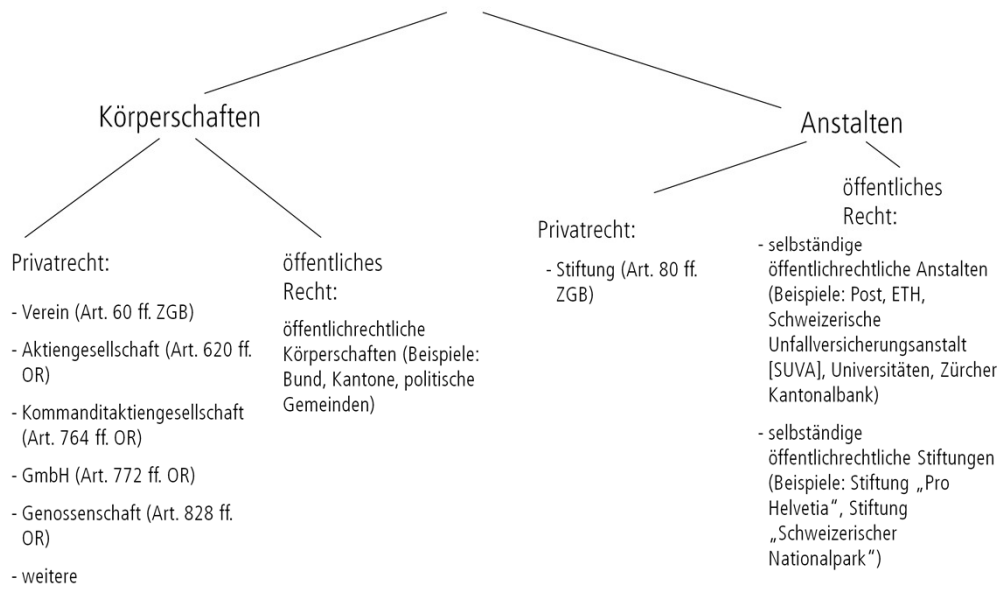 Körperschaften
Anstalten
Privatrecht:
- Verein (Art. 60 ff. ZGB)
- Aktiengesellschaft (Art. 620 ff.
OR)
- Kommanditaktiengesellschaft
(Art. 764 ff. OR)
- GmbH (Art. 772 ff. OR)
- Genossenschaft (Art. 828 ff.
OR)
- weitere
öffentliches
Recht:
öffentlichrechtliche
Körperschaften (Beispiele:
Bund, Kantone, politische
Gemeinden)
Privatrecht:
- Stiftung (Art. 80 ff.
ZGB)
öffentliches
Recht:
- selbständige
öffentlichrechtliche Anstalten
(Beispiele: Post, ETH,
Schweizerische
Unfallversicherungsanstalt
[SUVA], Universitäten, Zürcher
Kantonalbank)
- selbständige
öffentlichrechtliche Stiftungen
(Beispiele: Stiftung „Pro
Helvetia“, Stiftung
„Schweizerischer
Nationalpark“)